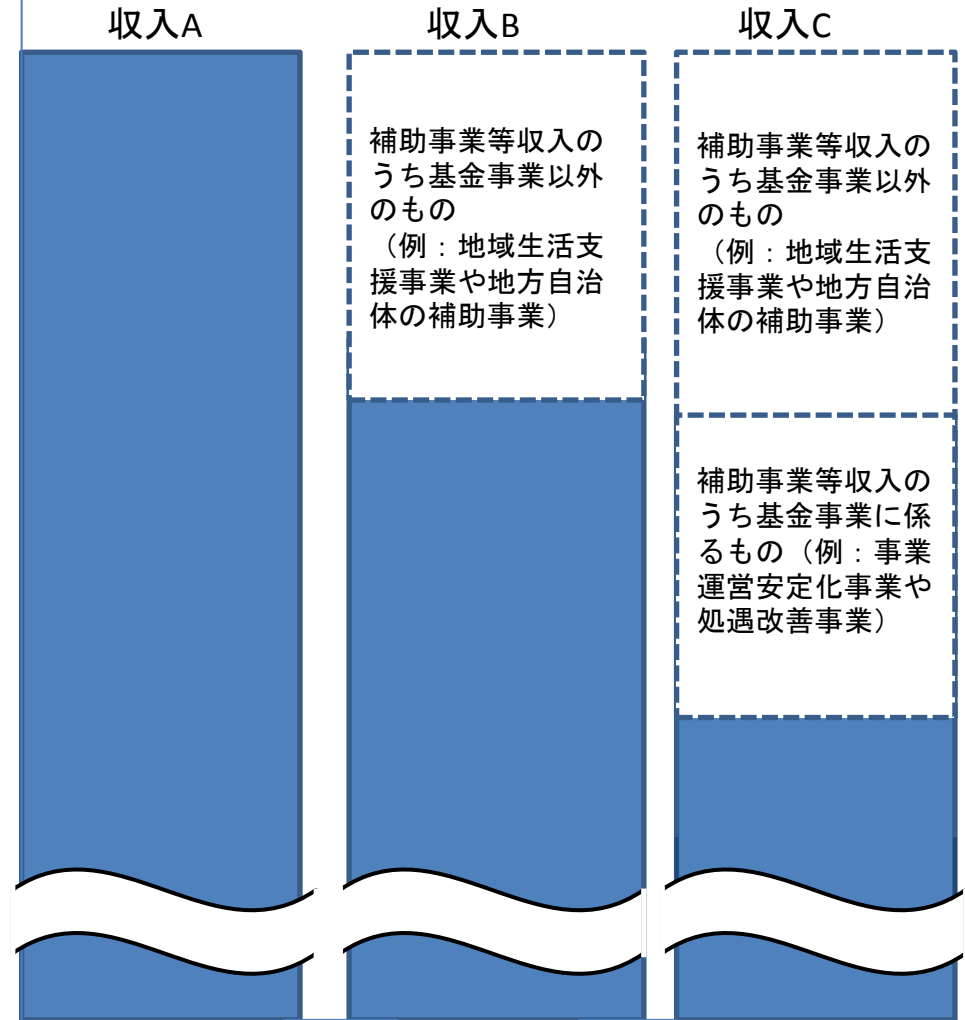 収入A
収入B
収入C
補助事業等収入の
うち基金事業以外
のもの
（例：地域生活支
援事業や地方自治
体の補助事業）
補助事業等収入の
うち基金事業以外
のもの
（例：地域生活支
援事業や地方自治
体の補助事業）
補助事業等収入の
うち基金事業に係
るもの（例：事業
運営安定化事業や
処遇改善事業）